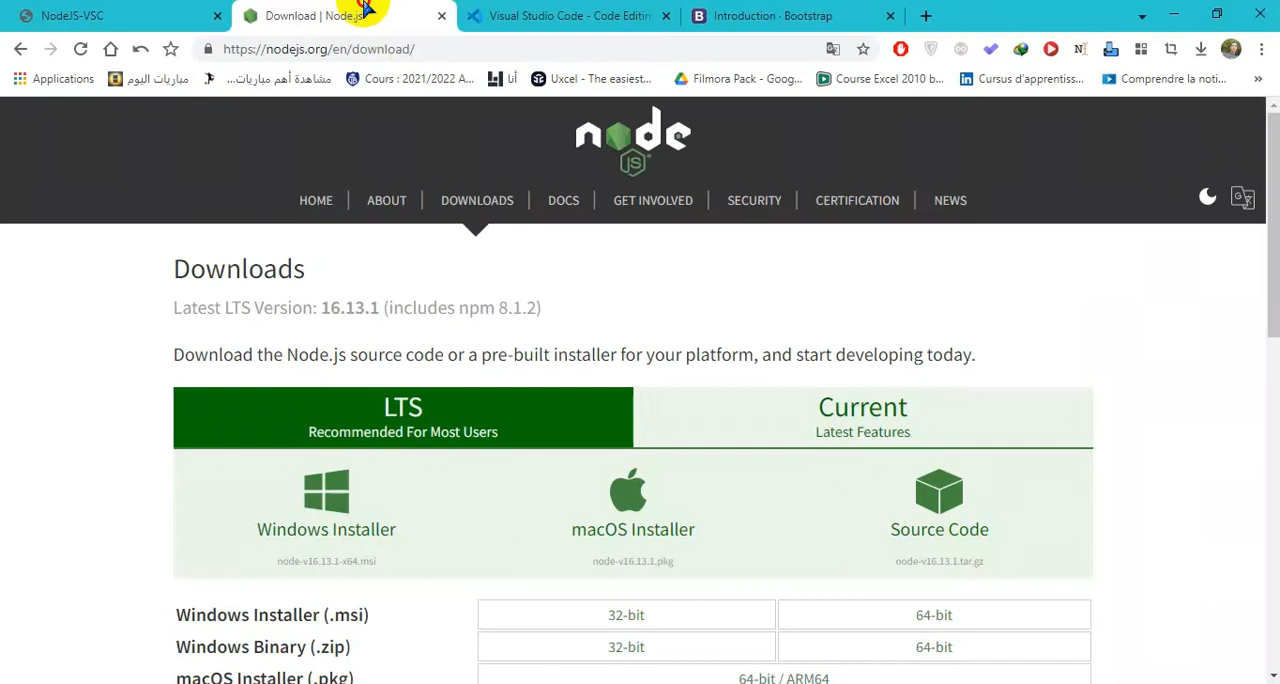 NodeJS-VSC
Download | Node.js
Visual Studio Code - Code Editin
Introduction · Bootstrap
https://nodejs.org/en/download/
Applications
مباريات اليوم
مشاهدة أهم مباريات...
Cours : 2021/2022 A...
أنا
Uxcel - The easiest...
Filmora Pack - Goog...
Course Excel 2010 b...
Cursus d'apprentiss...
Comprendre la noti...
node
JS
HOME
ABOUT
DOWNLOADS
DOCS
GET INVOLVED
SECURITY
CERTIFICATION
NEWS
Downloads
Latest LTS Version: 16.13.1 (includes npm 8.1.2)
Download the Node.js source code or a pre-built installer for your platform, and start developing today.
LTS
Recommended For Most Users
Current
Latest Features
Windows Installer
node-v16.13.1-x64.msi
macOS Installer
node-v16.13.1.pkg
Source Code
node-v16.13.1.tar.gz
Windows Installer (.msi)
32-bit
64-bit
Windows Binary (.zip)
32-bit
64-bit
macOS Installer (.pkg)
64-bit / ARM64